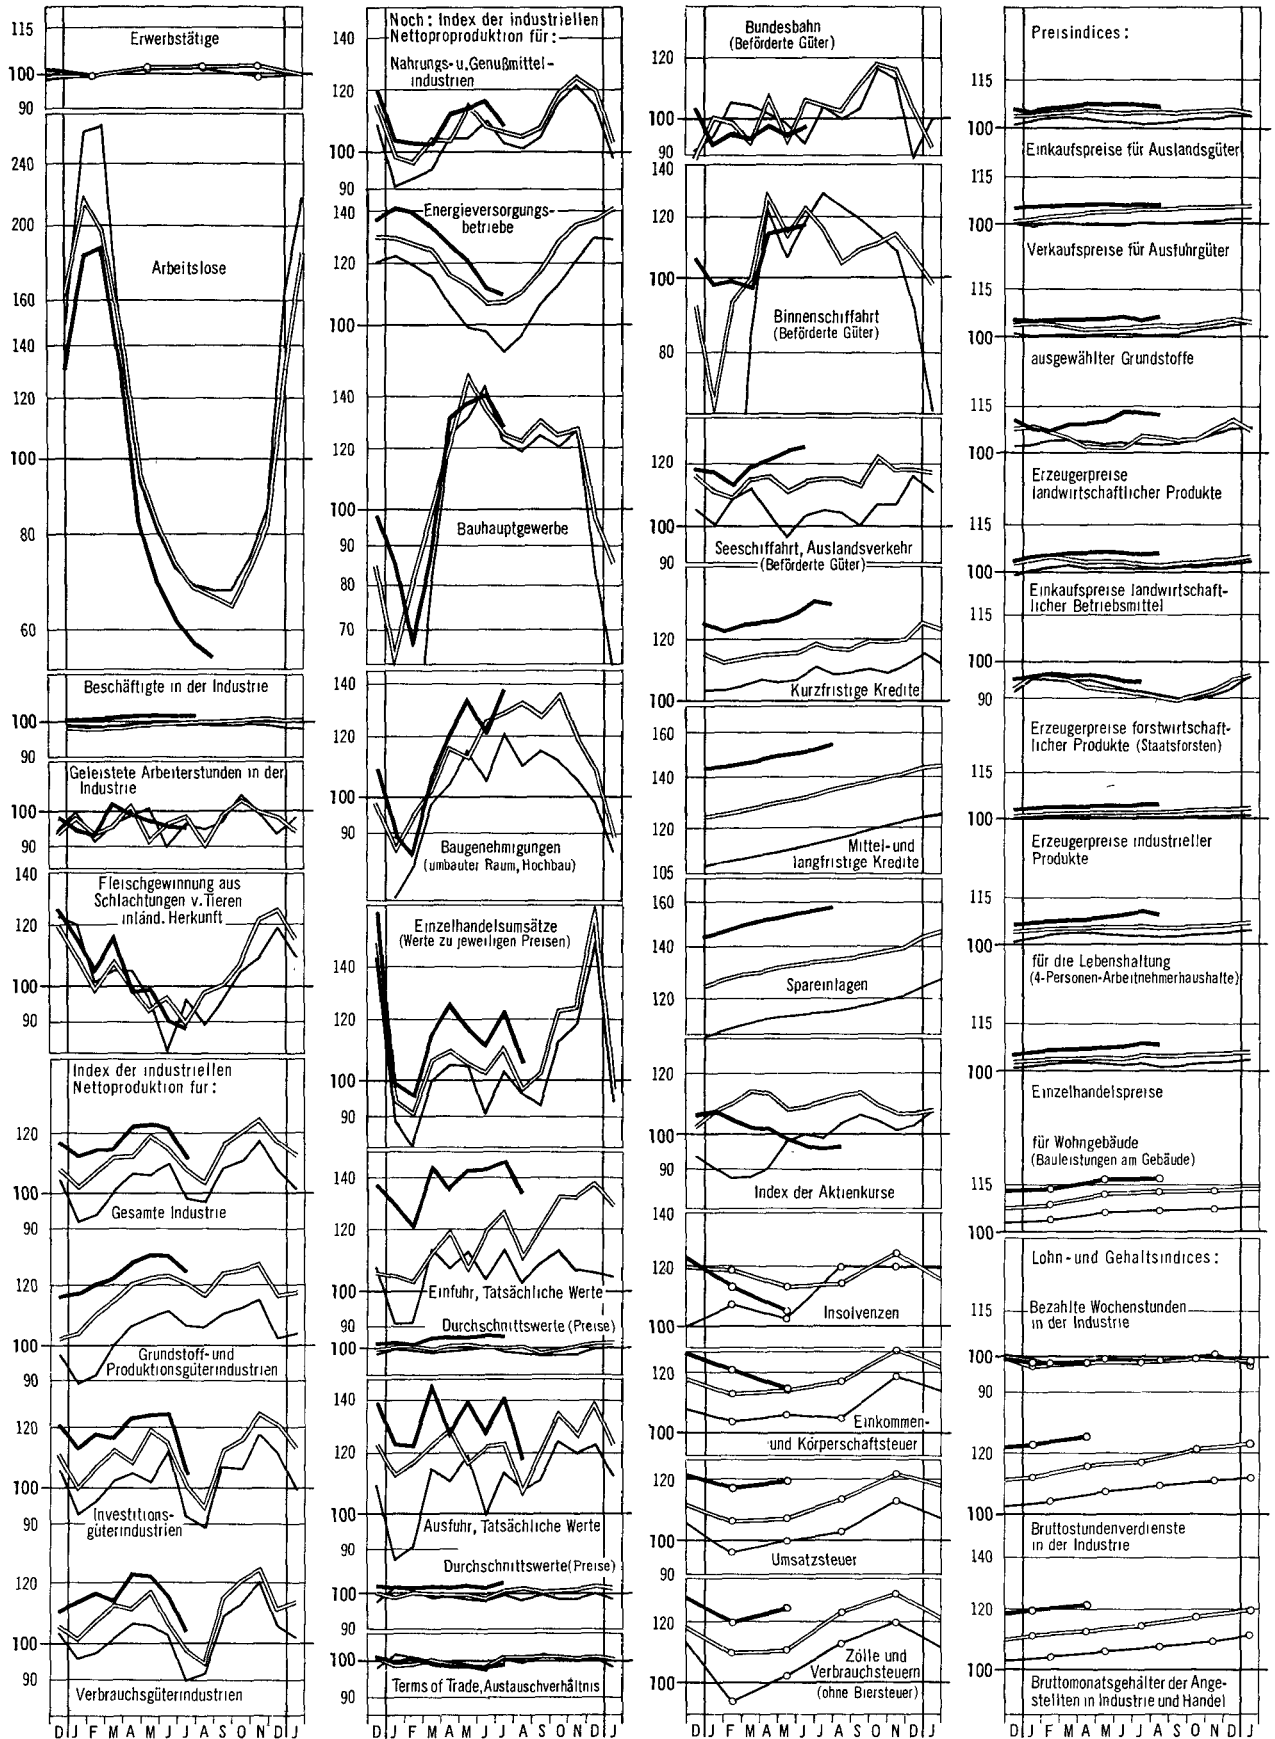 115
Erwerbstätige
100
90
240
200
Arbeitslose
160
140
120
100
80
60
Beschäftigte in der Industrie
100
90
Geleistete Arbeiterstunden in der
Industrie
100
90
140
Fleischgewinnung aus
Schlachtungen v. Tieren
inländ. Herkunft
120
100
90
Index der industriellen
Nettoproduktion für:
120
100
Gesamte Industrie
90
120
100
Grundstoff- und
Produktionsgüterindustrien
90
120
100
Investitions-
güterindustrien
90
120
100
90
Verbrauchsgüterindustrien
D J F M A M J J A S O N D J
Noch: Index der industriellen
Nettoproproduktion für:
140
Nahrungs- u. Genußmittel-
industrien
120
100
90
140
Energieversorgungs-
betriebe
120
100
140
120
100
Bauhauptgewerbe
90
80
70
140
120
100
90
Baugenehmigungen
(umbauter Raum, Hochbau)
Einzelhandelsumsätze
(Werte zu jeweiligen Preisen)
140
120
100
90
140
120
100
Einfuhr, Tatsächliche Werte
90
Durchschnittswerte (Preise)
100
140
120
100
Ausfuhr, Tatsächliche Werte
90
Durchschnittswerte (Preise)
100
90
100
Terms of Trade, Austauschverhältnis
90
D J F M A M J J A S O N D J
Bundesbahn
(Beförderte Güter)
120
100
90
140
120
100
Binnenschiffahrt
(Beförderte Güter)
80
120
100
Seeschiffahrt, Auslandsverkehr
(Beförderte Güter)
90
120
Kurzfristige Kredite
100
160
140
120
Mittel- und
langfristige Kredite
105
160
140
Spareinlagen
120
120
100
90
Index der Aktienkurse
140
120
Insolvenzen
100
120
Einkommen-
100
und Körperschaftsteuer
120
100
Umsatzsteuer
90
120
Zölle und
Verbrauchsteuern
100
(ohne Biersteuer)
D J F M A M J J A S O N D J
Preisindices:
115
100
Einkaufspreise für Auslandsgüter
115
100
Verkaufspreise für Ausfuhrgüter
115
100
ausgewählter Grundstoffe
115
100
Erzeugerpreise
landwirtschaftlicher Produkte
115
100
Einkaufspreise landwirtschaft-
licher Betriebsmittel
115
100
90
Erzeugerpreise forstwirtschaft-
licher Produkte (Staatsforsten)
115
100
Erzeugerpreise industrieller
Produkte
115
100
für die Lebenshaltung
(4-Personen-Arbeitnehmerhaushalte)
115
100
Einzelhandelspreise
für Wohngebäude
(Bauleistungen am Gebäude)
115
100
Lohn- und Gehaltsindices:
Bezahlte Wochenstunden
115
in der Industrie
100
90
120
100
Bruttostundenverdienste
in der Industrie
140
120
100
Bruttomonatsgehälter der Ange-
stellten in Industrie und Handel
D J F M A M J J A S O N D J